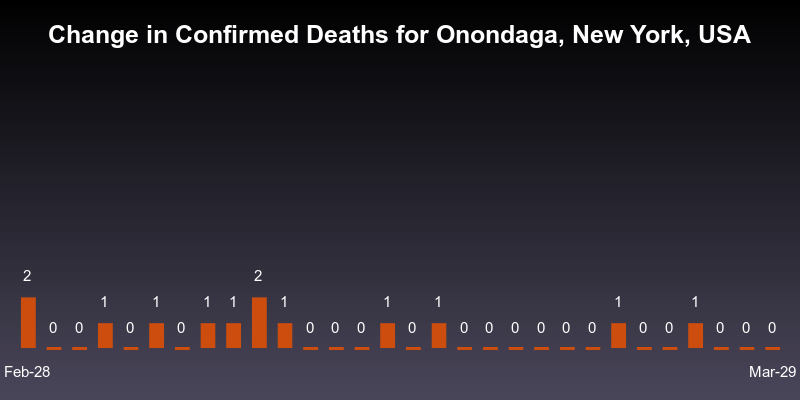 Change in Confirmed Deaths for Onondaga, New York, USA
2 0 0 1 0 1 0 1 1 2 1 0 0 0 1 0 1 0 0 0 0 0 0 1 0 0 1 0 0 0
Feb-28 Mar-29